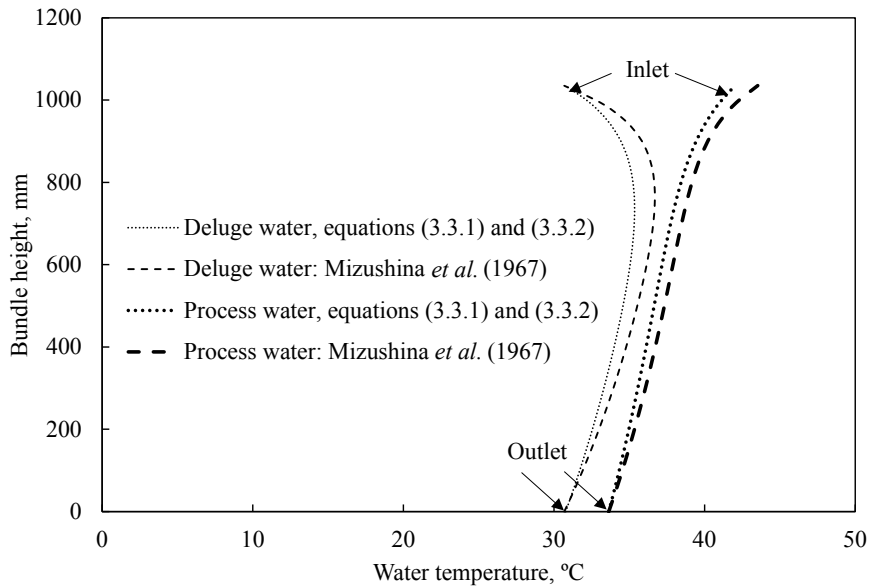 1200
Inlet
1000
800
Deluge water, equations (3.3.1) and (3.3.2)
Deluge water: Mizushina et al. (1967)
600
Process water, equations (3.3.1) and (3.3.2)
Process water: Mizushina et al. (1967)
400
200
Outlet
0
Bundle height, mm
0 10 20 30 40 50
Water temperature, ºC